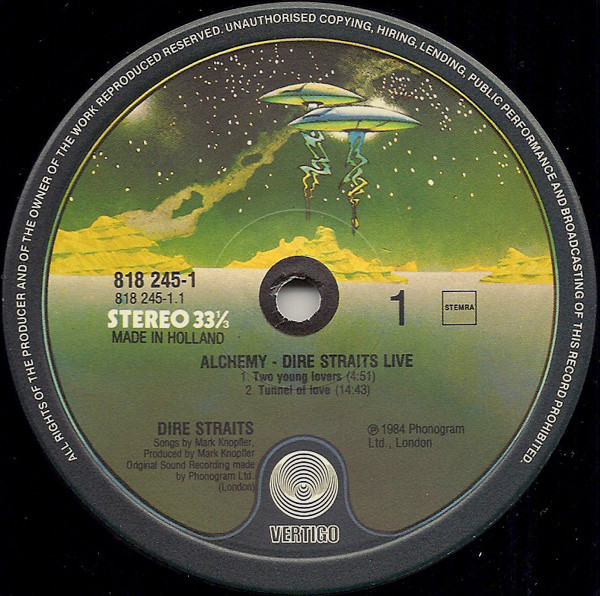 ALL RIGHTS OF THE PRODUCER AND OF THE OWNER OF THE WORK REPRODUCED RESERVED. UNAUTHORISED COPYING, HIRING, LENDING, PUBLIC PERFORMANCE AND BROADCASTING OF THIS RECORD PROHIBITED.
818 245-1
818 245-1.1
STEREO 33⅓
MADE IN HOLLAND
1
STEMRA
ALCHEMY - DIRE STRAITS LIVE
1. Two young lovers (4:51)
2. Tunnel of love (14:43)
DIRE STRAITS
Songs by Mark Knopfler,
Produced by Mark Knopfler
Original Sound Recording made
by Phonogram Ltd.
(London)
℗ 1984 Phonogram
Ltd., London
VERTIGO